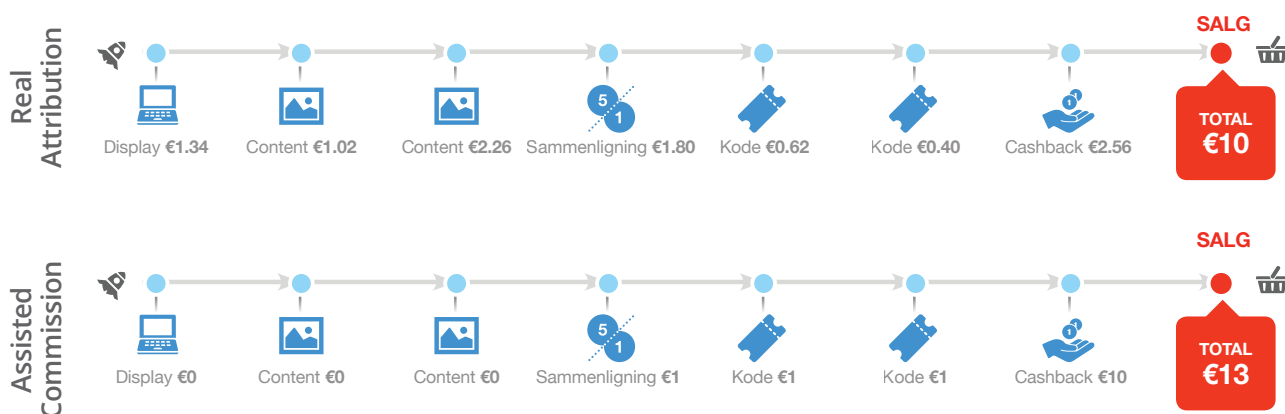 Real
Attribution
SALG
5
1
1
Display €1.34
Content €1.02
Content €2.26
Sammenligning €1.80
Kode €0.62
Kode €0.40
Cashback €2.56
TOTAL
€10
Assisted
Commission
SALG
5
1
1
Display €0
Content €0
Content €0
Sammenligning €1
Kode €1
Kode €1
Cashback €10
TOTAL
€13